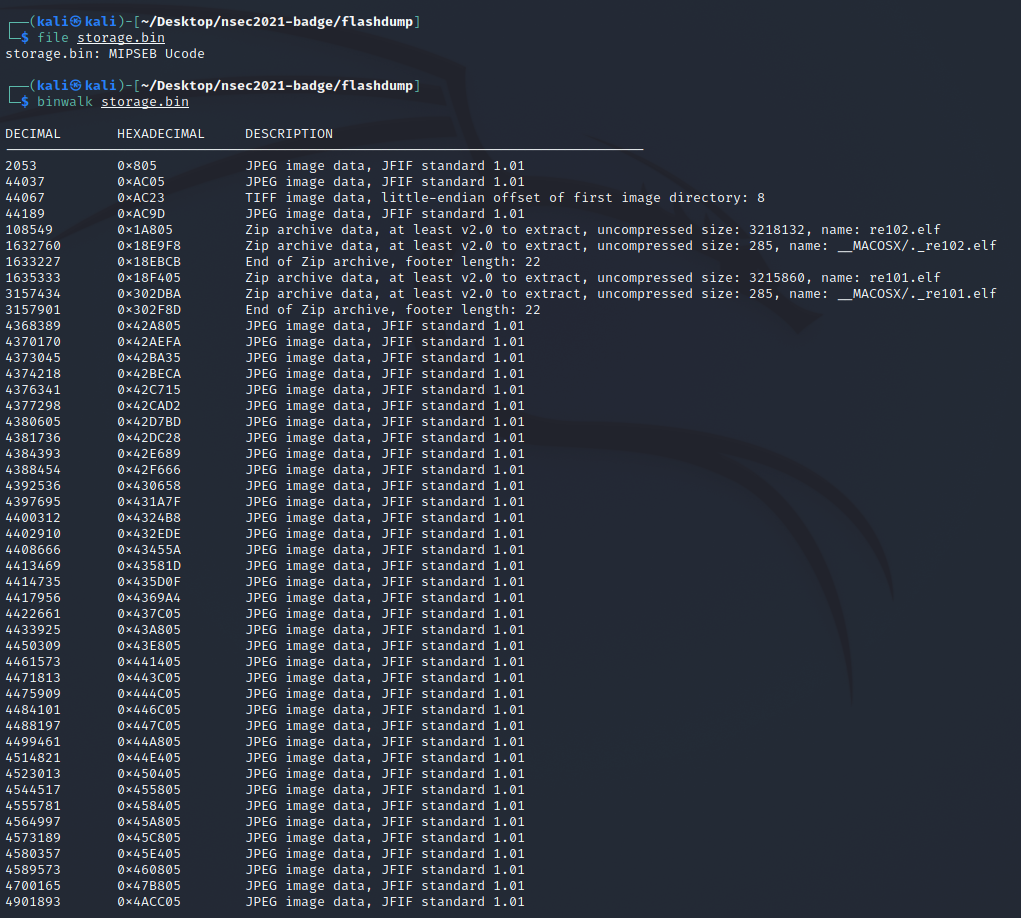 ┌──(kali㉿kali)-[~/Desktop/nsec2021-badge/flashdump]
└─$ file storage.bin
storage.bin: MIPSEB Ucode
┌──(kali㉿kali)-[~/Desktop/nsec2021-badge/flashdump]
└─$ binwalk storage.bin
DECIMAL       HEXADECIMAL     DESCRIPTION
2053          0×805           JPEG image data, JFIF standard 1.01
44037         0×AC05          JPEG image data, JFIF standard 1.01
44067         0×AC23          TIFF image data, little-endian offset of first image directory: 8
44189         0×AC9D          JPEG image data, JFIF standard 1.01
108549        0×1A805         Zip archive data, at least v2.0 to extract, uncompressed size: 3218132, name: re102.elf
1632760       0×18E9F8        Zip archive data, at least v2.0 to extract, uncompressed size: 285, name: __MACOSX/._re102.elf
1633227       0×18EBCB        End of Zip archive, footer length: 22
1635333       0×18F405        Zip archive data, at least v2.0 to extract, uncompressed size: 3215860, name: re101.elf
3157434       0×302DBA        Zip archive data, at least v2.0 to extract, uncompressed size: 285, name: __MACOSX/._re101.elf
3157901       0×302F8D        End of Zip archive, footer length: 22
4368389       0×42A805        JPEG image data, JFIF standard 1.01
4370170       0×42AEFA        JPEG image data, JFIF standard 1.01
4373045       0×42BA35        JPEG image data, JFIF standard 1.01
4374218       0×42BECA        JPEG image data, JFIF standard 1.01
4376341       0×42C715        JPEG image data, JFIF standard 1.01
4377298       0×42CAD2        JPEG image data, JFIF standard 1.01
4380605       0×42D7BD        JPEG image data, JFIF standard 1.01
4381736       0×42DC28        JPEG image data, JFIF standard 1.01
4384393       0×42E689        JPEG image data, JFIF standard 1.01
4388454       0×42F666        JPEG image data, JFIF standard 1.01
4392536       0×430658        JPEG image data, JFIF standard 1.01
4397695       0×431A7F        JPEG image data, JFIF standard 1.01
4400312       0×4324B8        JPEG image data, JFIF standard 1.01
4402910       0×432EDE        JPEG image data, JFIF standard 1.01
4408666       0×43455A        JPEG image data, JFIF standard 1.01
4413469       0×43581D        JPEG image data, JFIF standard 1.01
4414735       0×435D0F        JPEG image data, JFIF standard 1.01
4417956       0×4369A4        JPEG image data, JFIF standard 1.01
4422661       0×437C05        JPEG image data, JFIF standard 1.01
4433925       0×43A805        JPEG image data, JFIF standard 1.01
4450309       0×43E805        JPEG image data, JFIF standard 1.01
4461573       0×441405        JPEG image data, JFIF standard 1.01
4471813       0×443C05        JPEG image data, JFIF standard 1.01
4475909       0×444C05        JPEG image data, JFIF standard 1.01
4484101       0×446C05        JPEG image data, JFIF standard 1.01
4488197       0×447C05        JPEG image data, JFIF standard 1.01
4499461       0×44A805        JPEG image data, JFIF standard 1.01
4514821       0×44E405        JPEG image data, JFIF standard 1.01
4523013       0×450405        JPEG image data, JFIF standard 1.01
4544517       0×455805        JPEG image data, JFIF standard 1.01
4555781       0×458405        JPEG image data, JFIF standard 1.01
4564997       0×45A805        JPEG image data, JFIF standard 1.01
4573189       0×45C805        JPEG image data, JFIF standard 1.01
4580357       0×45E405        JPEG image data, JFIF standard 1.01
4589573       0×460805        JPEG image data, JFIF standard 1.01
4700165       0×47B805        JPEG image data, JFIF standard 1.01
4901893       0×4ACC05        JPEG image data, JFIF standard 1.01